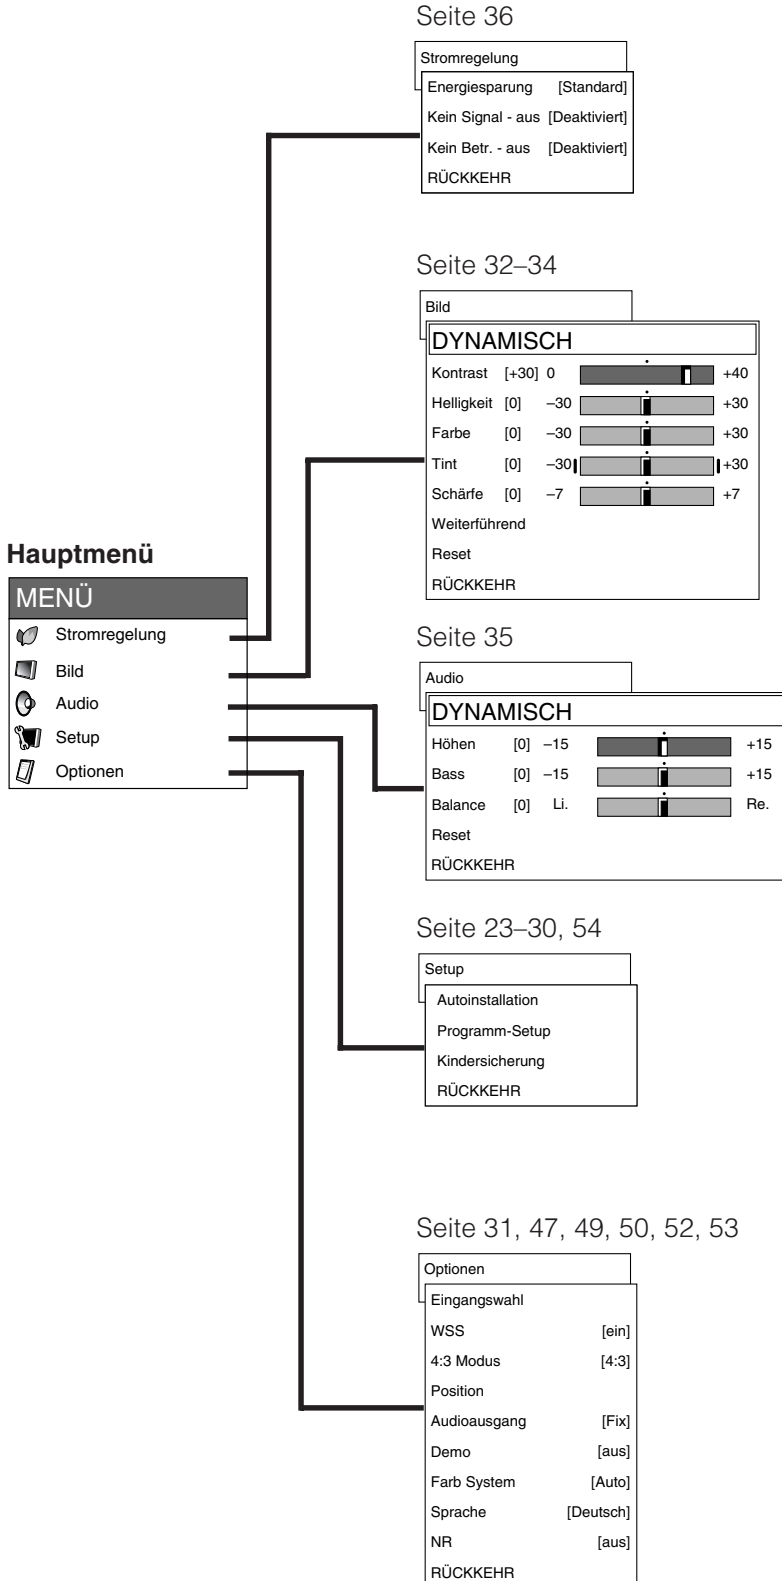 Seite 36
Stromregelung
Energiesparung [Standard]
Kein Signal - aus [Deaktiviert]
Kein Betr. - aus [Deaktiviert]
RÜCKKEHR
Seite 32–34
Bild
DYNAMISCH
Kontrast [+30] 0 +40
Helligkeit [0] –30 +30
Farbe [0] –30 +30
Tint [0] –30 +30
Schärfe [0] –7 +7
Weiterführend
Reset
RÜCKKEHR
Hauptmenü
MENÜ
Stromregelung
Bild
Audio
Setup
Optionen
Seite 35
Audio
DYNAMISCH
Höhen [0] –15 +15
Bass [0] –15 +15
Balance [0] Li. Re.
Reset
RÜCKKEHR
Seite 23–30, 54
Setup
Autoinstallation
Programm-Setup
Kindersicherung
RÜCKKEHR
Seite 31, 47, 49, 50, 52, 53
Optionen
Eingangswahl
WSS [ein]
4:3 Modus [4:3]
Position
Audioausgang [Fix]
Demo [aus]
Farb System [Auto]
Sprache [Deutsch]
NR [aus]
RÜCKKEHR